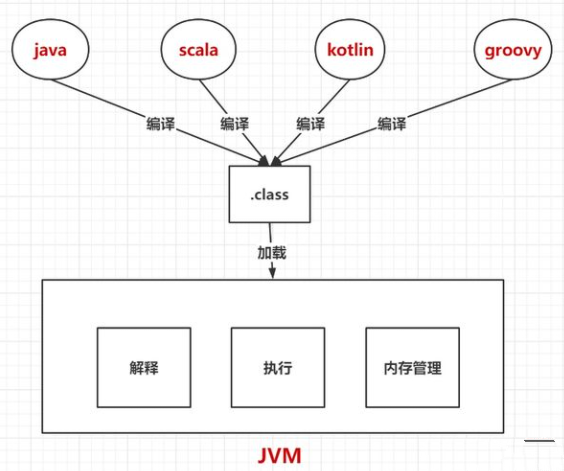 java
scala
kotlin
groovy
编译
编译
编译
编译
.class
加载
解释
执行
内存管理
JVM